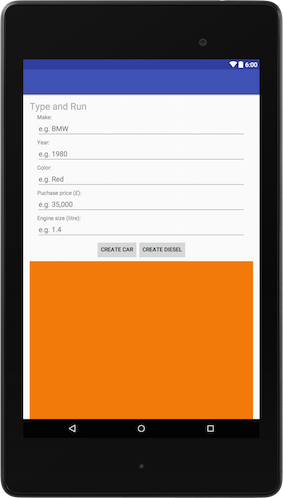 6:00
Type and Run
Make:
e.g. BMW
Year:
e.g. 1980
Color:
e.g. Red
Puchase price (£):
e.g. 35,000
Engine size (litre):
e.g. 1.4
CREATE CAR CREATE DIESEL